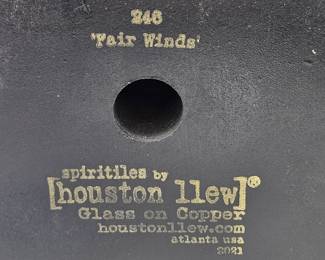 246
'Fair Winds'
spiritiles by
[houston llew]®
Glass on Copper
houstonllew.com
atlanta usa
2021